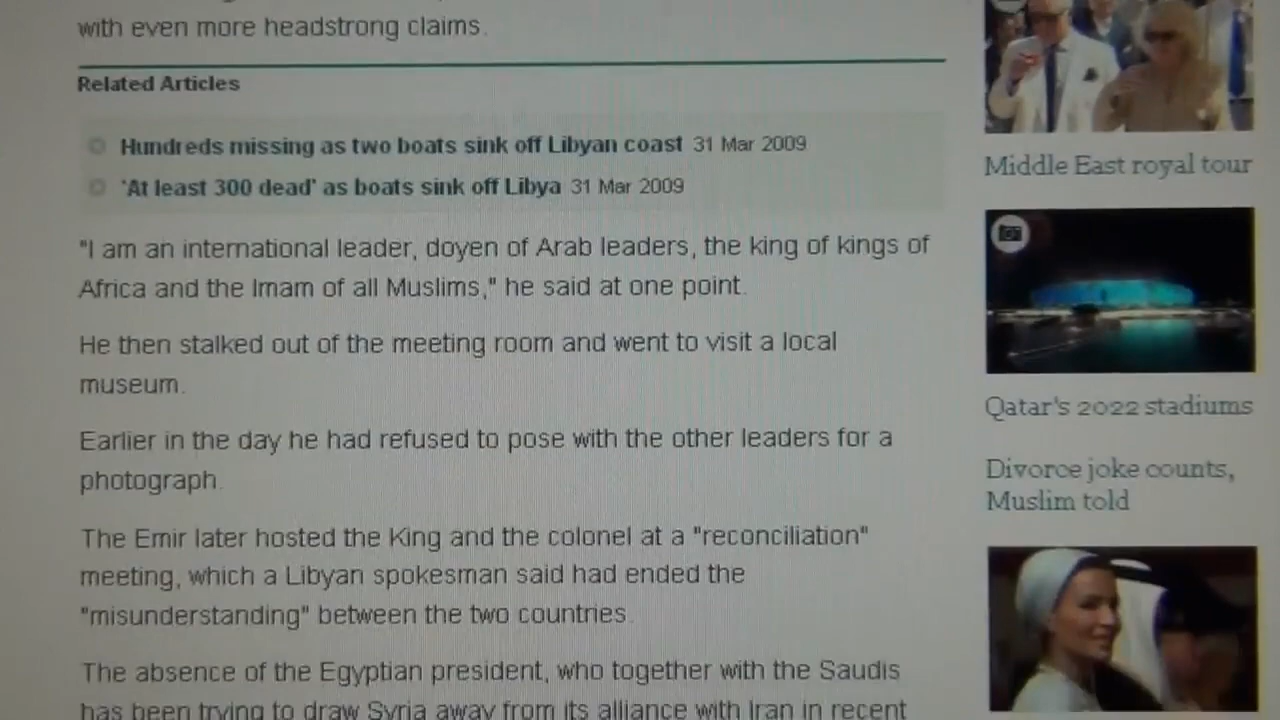 with even more headstrong claims.
Related Articles
Hundreds missing as two boats sink off Libyan coast 31 Mar 2009
'At least 300 dead' as boats sink off Libya 31 Mar 2009
"I am an international leader, doyen of Arab leaders, the king of kings of
Africa and the Imam of all Muslims," he said at one point.
He then stalked out of the meeting room and went to visit a local
museum.
Earlier in the day he had refused to pose with the other leaders for a
photograph.
The Emir later hosted the King and the colonel at a "reconciliation"
meeting, which a Libyan spokesman said had ended the
"misunderstanding" between the two countries.
The absence of the Egyptian president, who together with the Saudis
has been trying to draw Syria away from its alliance with Iran in recent
Middle East royal tour
Qatar's 2022 stadiums
Divorce joke counts,
Muslim told